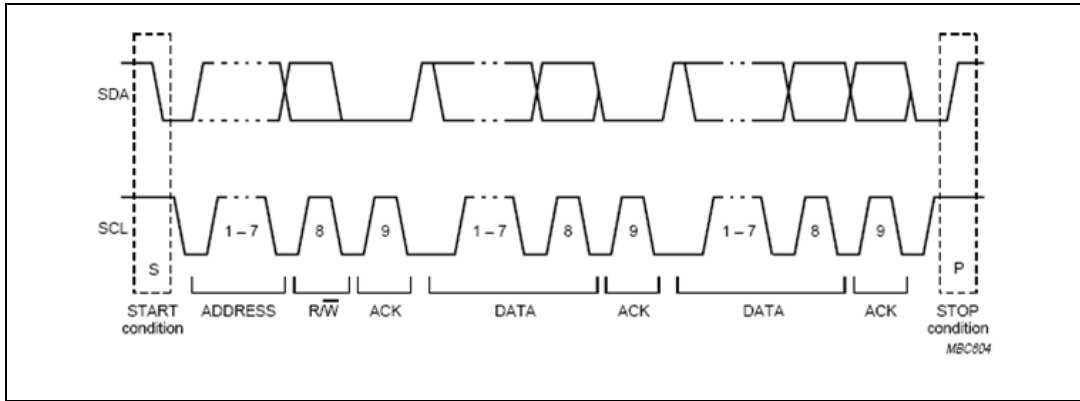 SDA
SCL
1 – 7 8 9 1 – 7 8 9 1 – 7 8 9
S P
START condition ADDRESS R/W̅ ACK DATA ACK DATA ACK STOP condition
MBC604